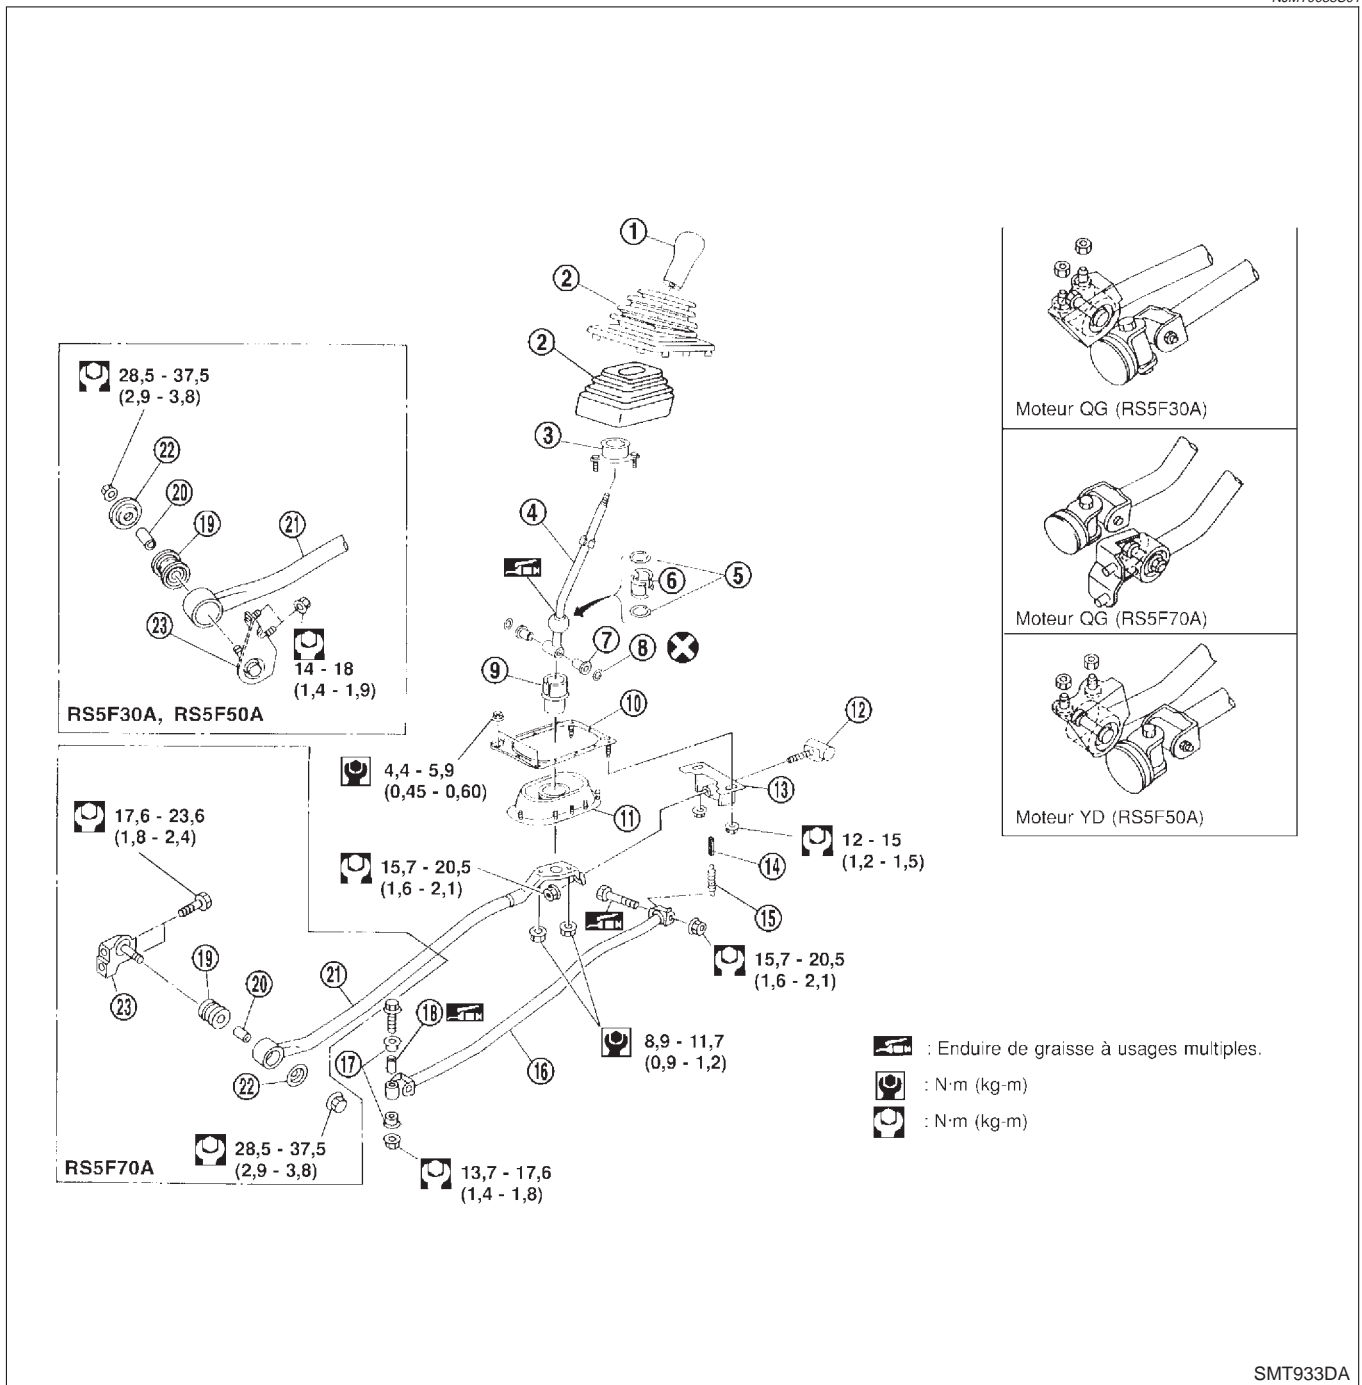 1
2
2
3
4
5
6
7
8
9
10
11
12
13
14
15
16
17
18
19
20
21
22
23
28,5 - 37,5
(2,9 - 3,8)
22
20
19
21
23
14 - 18
(1,4 - 1,9)
RS5F30A, RS5F50A
4,4 - 5,9
(0,45 - 0,60)
17,6 - 23,6
(1,8 - 2,4)
15,7 - 20,5
(1,6 - 2,1)
12 - 15
(1,2 - 1,5)
15,7 - 20,5
(1,6 - 2,1)
8,9 - 11,7
(0,9 - 1,2)
28,5 - 37,5
(2,9 - 3,8)
RS5F70A
13,7 - 17,6
(1,4 - 1,8)
Moteur QG (RS5F30A)
Moteur QG (RS5F70A)
Moteur YD (RS5F50A)
: Enduire de graisse à usages multiples.
: N·m (kg-m)
: N·m (kg-m)
SMT933DA